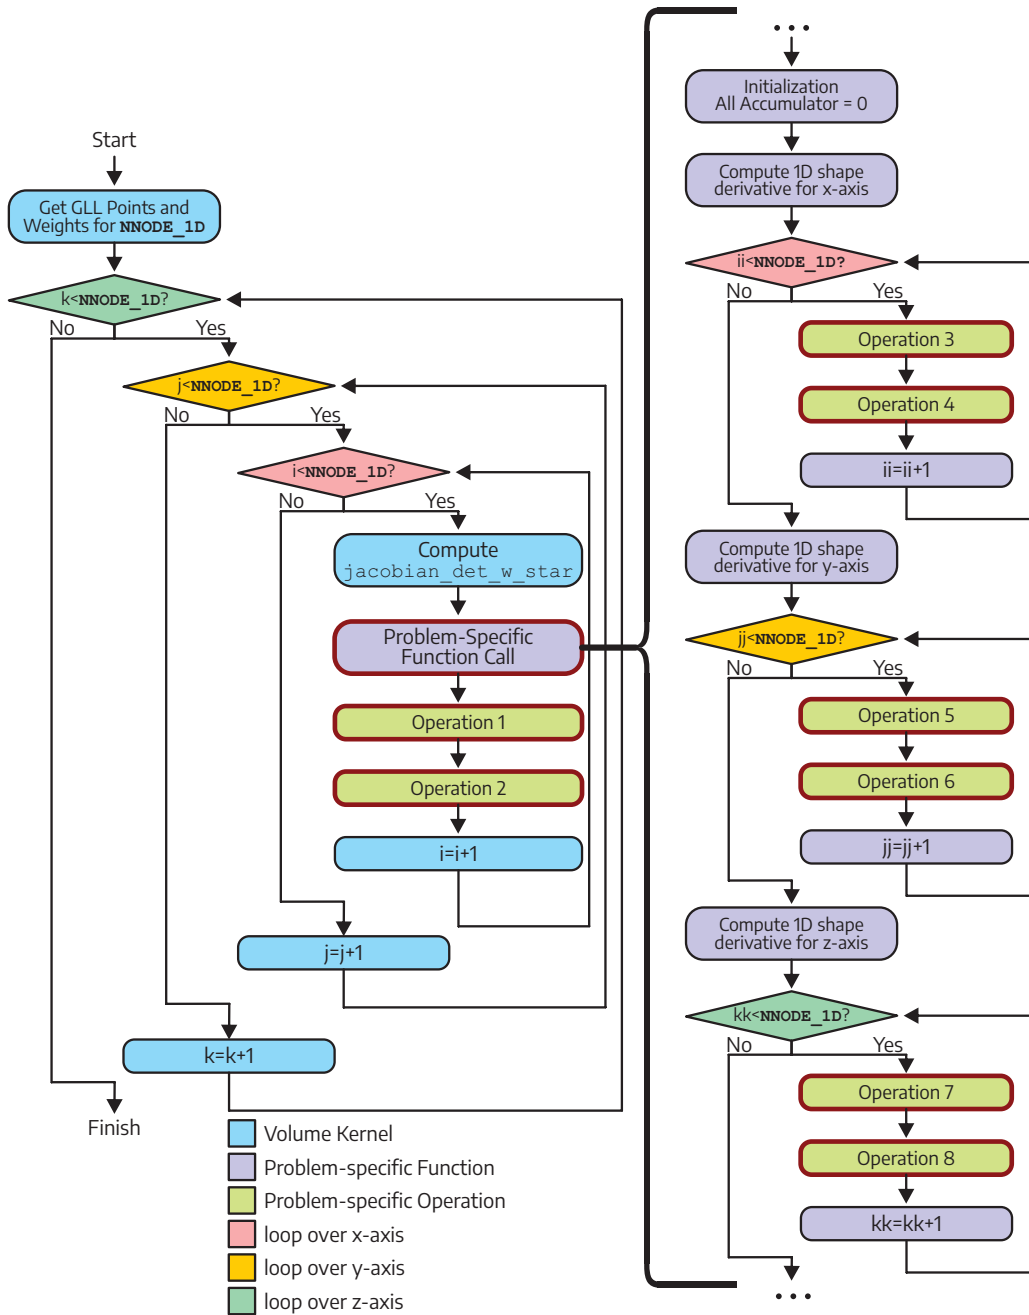 Start
Get GLL Points and
Weights for NNODE_1D
k<NNODE_1D?
No
Yes
j<NNODE_1D?
No
Yes
i<NNODE_1D?
No
Yes
Compute
jacobian_det_w_star
Problem-Specific
Function Call
Operation 1
Operation 2
i=i+1
j=j+1
k=k+1
Finish
Volume Kernel
Problem-specific Function
Problem-specific Operation
loop over x-axis
loop over y-axis
loop over z-axis
...
Initialization
All Accumulator = 0
Compute 1D shape
derivative for x-axis
ii<NNODE_1D?
No
Yes
Operation 3
Operation 4
ii=ii+1
Compute 1D shape
derivative for y-axis
jj<NNODE_1D?
No
Yes
Operation 5
Operation 6
jj=jj+1
Compute 1D shape
derivative for z-axis
kk<NNODE_1D?
No
Yes
Operation 7
Operation 8
kk=kk+1
...